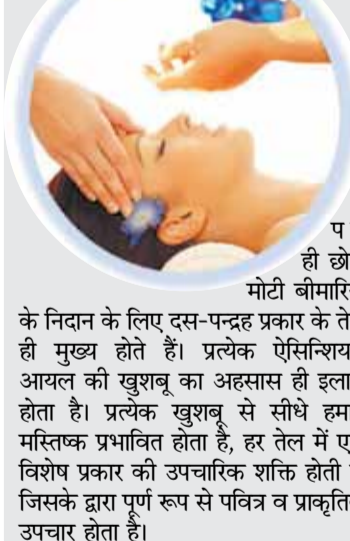 प
ही छो
मोटी बीमारि
के निदान के लिए दस-पन्द्रह प्रकार के ते
ही मुख्य होते हैं। प्रत्येक ऐसिन्शिय
आयल की खुशबू का अहसास ही इला
होता है। प्रत्येक खुशबू से सीधे हमा
मस्तिष्क प्रभावित होता है, हर तेल में ए
विशेष प्रकार की उपचारिक शक्ति होती
जिसके द्वारा पूर्ण रूप से पवित्र व प्राकृति
उपचार होता है।